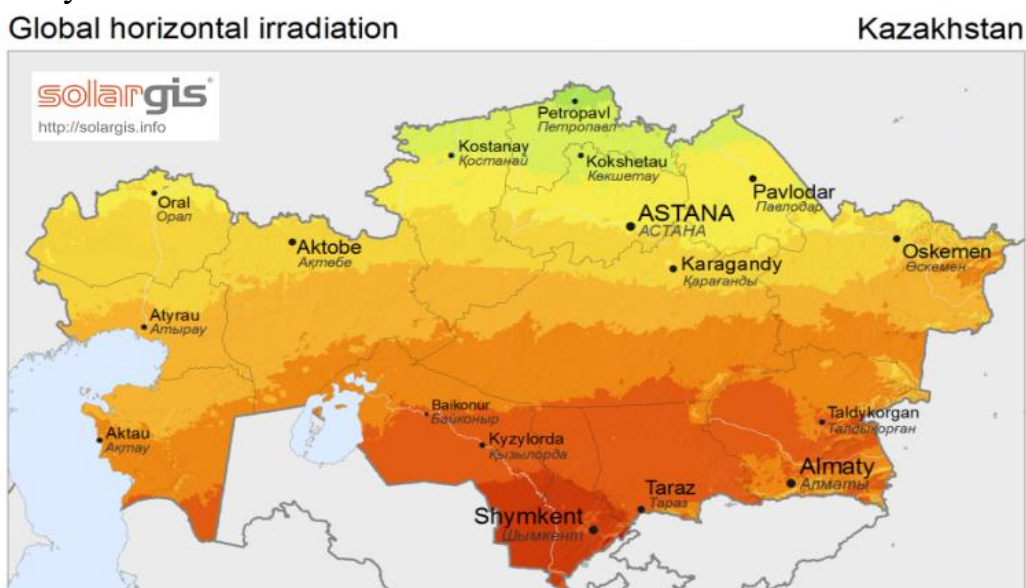 Global horizontal irradiation
Kazakhstan
solargis
http://solargis.info
Petropavl
Петропавл
Kostanay
Қостанай
Kokshetau
Көкшетау
Pavlodar
Павлодар
Oral
Орал
ASTANA
АСТАНА
Aktobe
Ақтөбе
Oskemen
Өскемен
Karagandy
Қарағанды
Atyrau
Атырау
Baikonur
Байконыр
Taldykorgan
Талдықорған
Aktau
Ақтау
Kyzylorda
Қызылорда
Almaty
Алматы
Taraz
Тараз
Shymkent
Шымкент